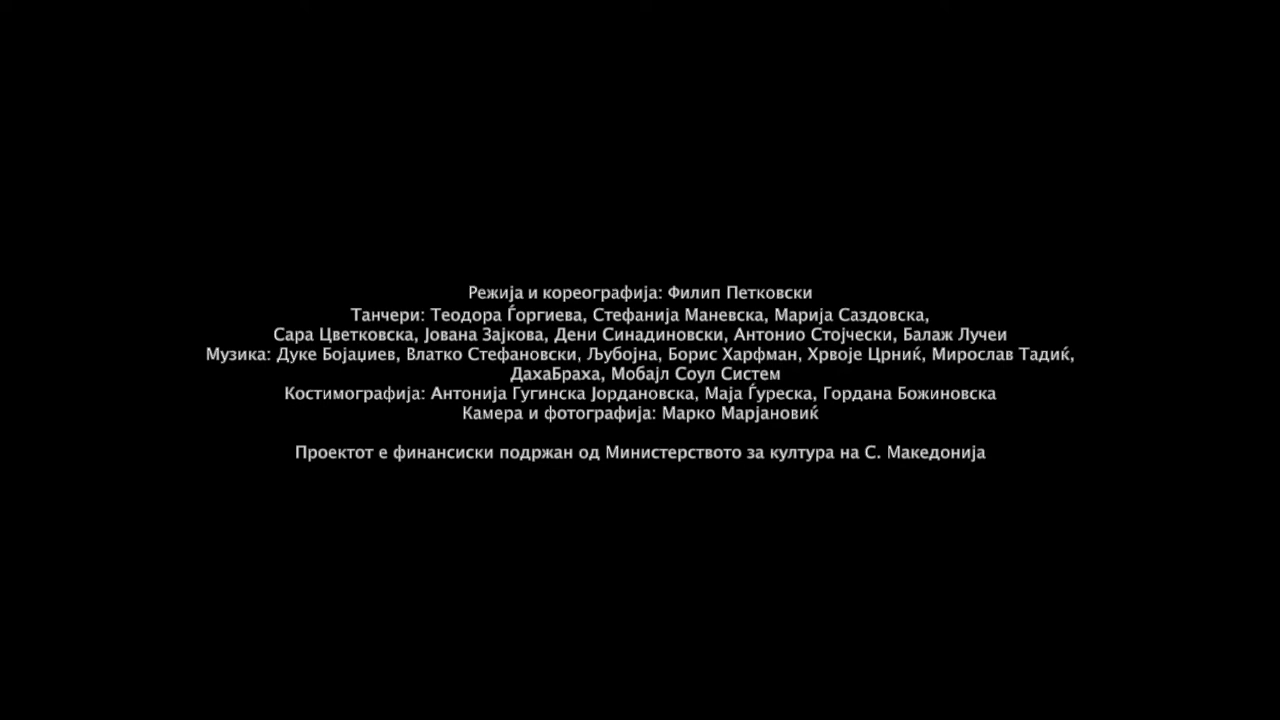 Режија и кореографија: Филип Петковски
Танчери: Теодора Ѓоргиева, Стефанија Маневска, Марија Саздовска,
Сара Цветковска, Јована Зајкова, Дени Синадиновски, Антонио Стојчески, Балаж Лучеи
Музика: Дуке Бојаџиев, Влатко Стефановски, Љубојна, Борис Харфман, Хрвоје Црниќ, Мирослав Тадиќ,
ДахаБраха, Мобајл Соул Систем
Костимографија: Антонија Гугинска Јордановска, Маја Ѓуреска, Гордана Божиновска
Камера и фотографија: Марко Марјановиќ
Проектот е финансиски подржан од Министерството за култура на С. Македонија